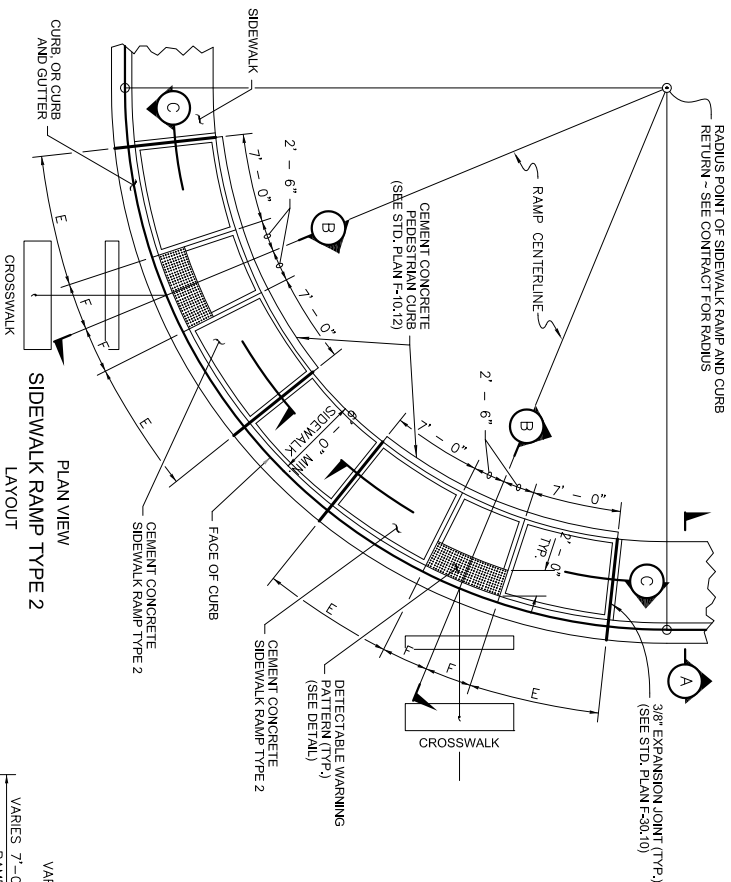 RADIUS POINT OF SIDEWALK RAMP AND CURB
RETURN ~ SEE CONTRACT FOR RADIUS
SIDEWALK
CURB, OR CURB
AND GUTTER
C
2' - 6"
7' - 0"
B
RAMP CENTERLINE
CEMENT CONCRETE
PEDESTRIAN CURB
(SEE STD. PLAN F-10.12)
7' - 0"
2' - 6"
7' - 0"
B
7' - 0"
2' - 0"
TYP.
C
A
3/8" EXPANSION JOINT (TYP.)
(SEE STD. PLAN F-30.10)
6' - 0" MIN.
SIDEWALK
E
F
F
E
CROSSWALK
E
F
F
E
CROSSWALK
FACE OF CURB
CEMENT CONCRETE
SIDEWALK RAMP TYPE 2
CEMENT CONCRETE
SIDEWALK RAMP TYPE 2
DETECTABLE WARNING
PATTERN (TYP.)
(SEE DETAIL)
PLAN VIEW
SIDEWALK RAMP TYPE 2
LAYOUT
VARIES 7'-0